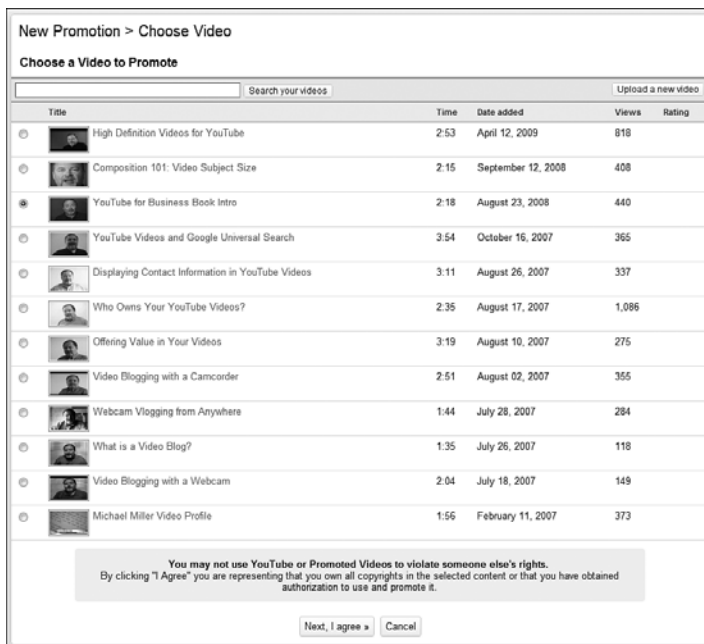 New Promotion > Choose Video
Choose a Video to Promote
Search your videos Upload a new video
Title Time Date added Views Rating
High Definition Videos for YouTube 2:53 April 12, 2009 818
Composition 101: Video Subject Size 2:15 September 12, 2008 408
YouTube for Business Book Intro 2:18 August 23, 2008 440
YouTube Videos and Google Universal Search 3:54 October 16, 2007 365
Displaying Contact Information in YouTube Videos 3:11 August 26, 2007 337
Who Owns Your YouTube Videos? 2:35 August 17, 2007 1,086
Offering Value in Your Videos 3:19 August 10, 2007 275
Video Blogging with a Camcorder 2:51 August 02, 2007 355
Webcam Vlogging from Anywhere 1:44 July 28, 2007 284
What is a Video Blog? 1:35 July 26, 2007 118
Video Blogging with a Webcam 2:04 July 18, 2007 149
Michael Miller Video Profile 1:56 February 11, 2007 373
You may not use YouTube or Promoted Videos to violate someone else's rights.
By clicking "I Agree" you are representing that you own all copyrights in the selected content or that you have obtained
authorization to use and promote it.
Next, I agree » Cancel